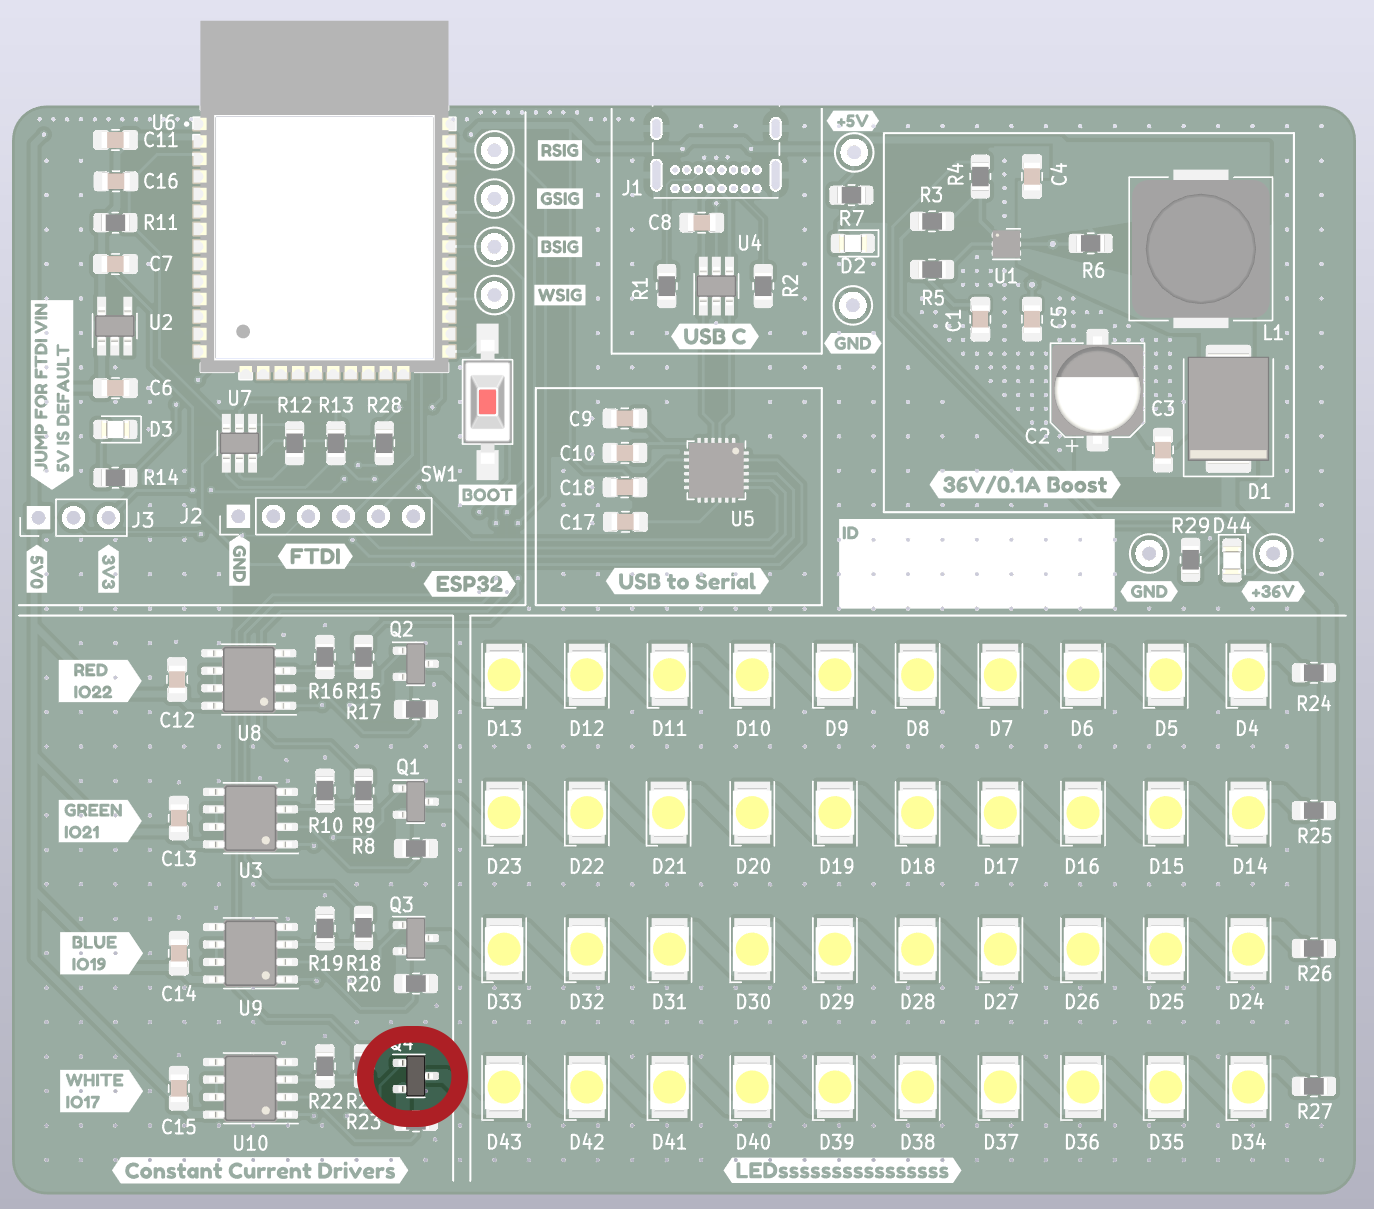 U6
C11
C16
R11
C7
U2
C6
D3
R14
JUMP FOR FTDI VIN
5V IS DEFAULT
J3
5V0
3V3
U7
R12 R13 R28
J2
GND
FTDI
ESP32
SW1
BOOT
RSIG
GSIG
BSIG
WSIG
J1
C8
U4
R1
R2
USB C
C9
C10
C18
C17
U5
USB to Serial
+5V
R7
D2
GND
R3
R4
C4
U1
R6
R5
C1
C5
L1
C2
+
C3
D1
36V/0.1A Boost
ID
R29 D44
GND
+36V
RED
IO22
C12
U8
R16 R15
R17
Q2
GREEN
IO21
C13
U3
R10 R9
R8
Q1
BLUE
IO19
C14
U9
R19 R18
R20
Q3
WHITE
IO17
C15
U10
R22
R23
Q4
Constant Current Drivers
D13 D12 D11 D10 D9 D8 D7 D6 D5 D4
R24
D23 D22 D21 D20 D19 D18 D17 D16 D15 D14
R25
D33 D32 D31 D30 D29 D28 D27 D26 D25 D24
R26
D43 D42 D41 D40 D39 D38 D37 D36 D35 D34
R27
LEDsssssssssssssssss